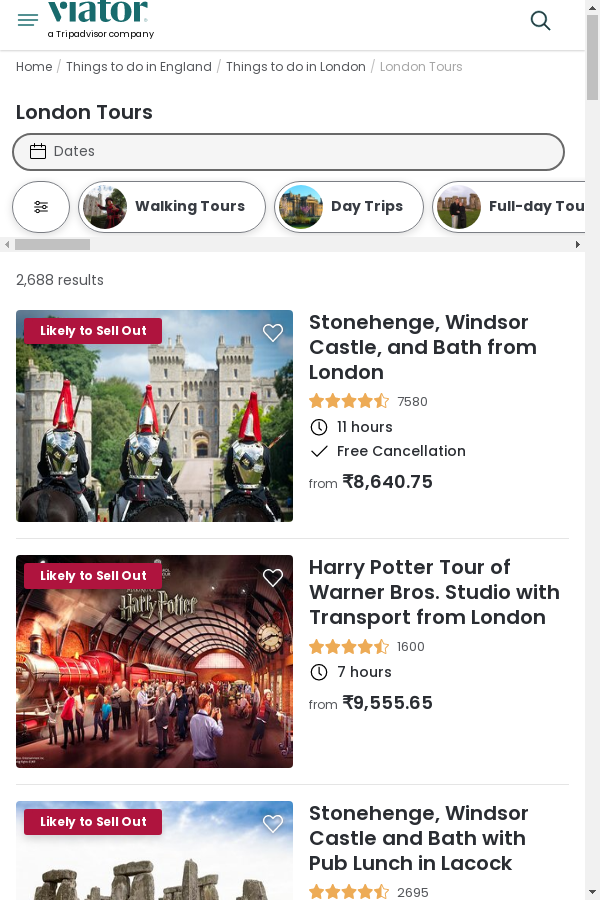 viator
a Tripadvisor company
Home / Things to do in England / Things to do in London / London Tours
London Tours
Dates
Walking Tours
Day Trips
Full-day Tou
2,688 results
Likely to Sell Out
Stonehenge, Windsor
Castle, and Bath from
London
7580
11 hours
Free Cancellation
from ₹8,640.75
Likely to Sell Out
Harry Potter
Harry Potter Tour of
Warner Bros. Studio with
Transport from London
1600
7 hours
from ₹9,555.65
Likely to Sell Out
Stonehenge, Windsor
Castle and Bath with
Pub Lunch in Lacock
2695